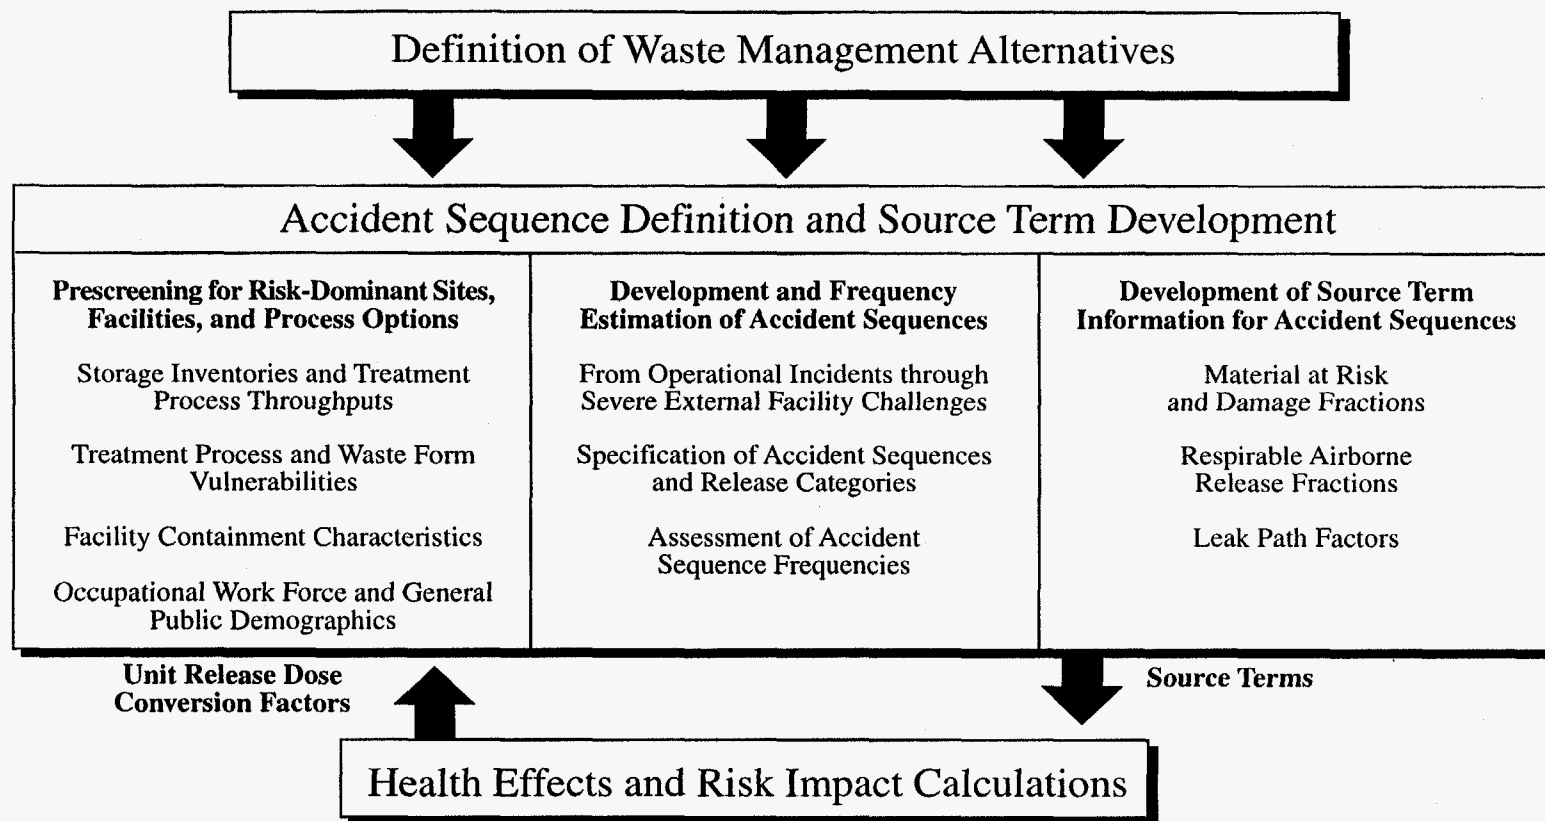 Definition of Waste Management Alternatives
Accident Sequence Definition and Source Term Development
Prescreening for Risk-Dominant Sites,
Facilities, and Process Options
Storage Inventories and Treatment
Process Throughputs
Treatment Process and Waste Form
Vulnerabilities
Facility Containment Characteristics
Occupational Work Force and General
Public Demographics
Development and Frequency
Estimation of Accident Sequences
From Operational Incidents through
Severe External Facility Challenges
Specification of Accident Sequences
and Release Categories
Assessment of Accident
Sequence Frequencies
Development of Source Term
Information for Accident Sequences
Material at Risk
and Damage Fractions
Respirable Airborne
Release Fractions
Leak Path Factors
Unit Release Dose
Conversion Factors
Source Terms
Health Effects and Risk Impact Calculations